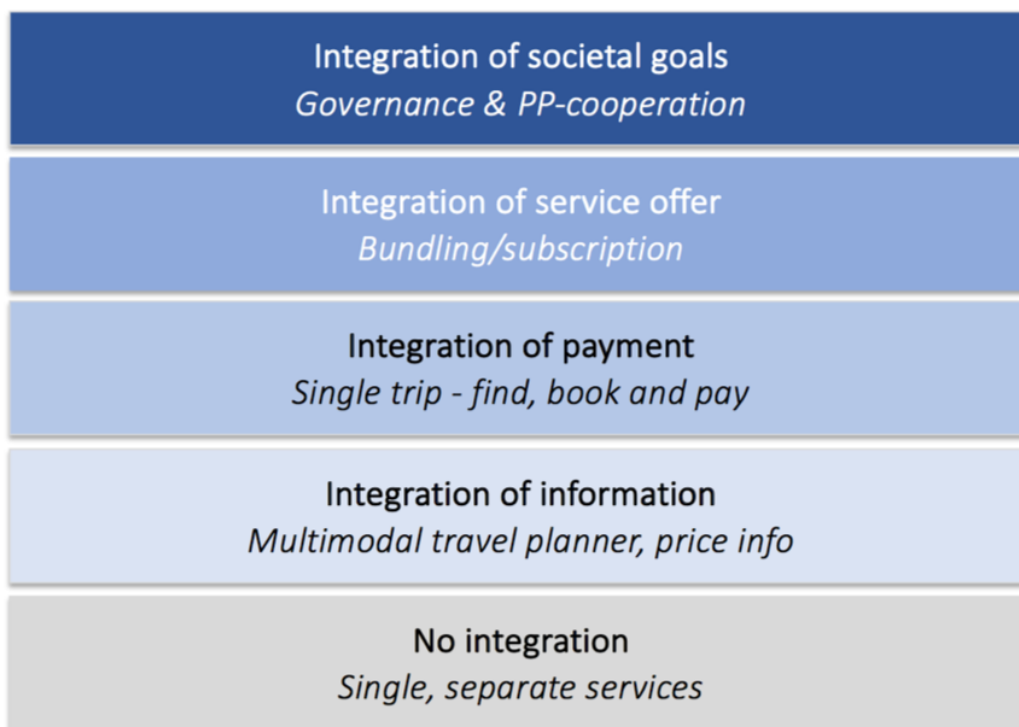 Integration of societal goals
Governance & PP-cooperation
Integration of service offer
Bundling/subscription
Integration of payment
Single trip - find, book and pay
Integration of information
Multimodal travel planner, price info
No integration
Single, separate services